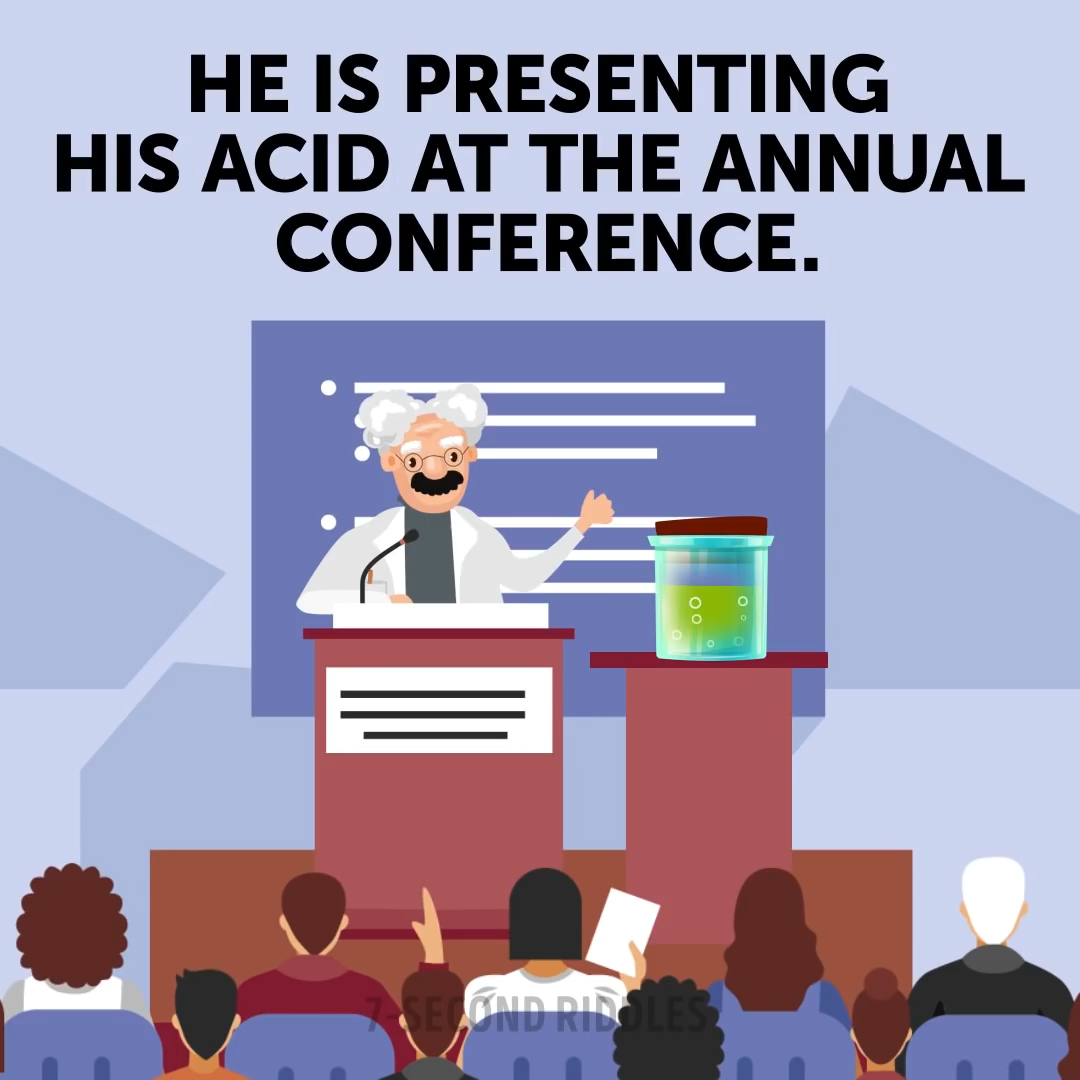 HE IS PRESENTING
HIS ACID AT THE ANNUAL
CONFERENCE.
7-SECOND RIDDLES